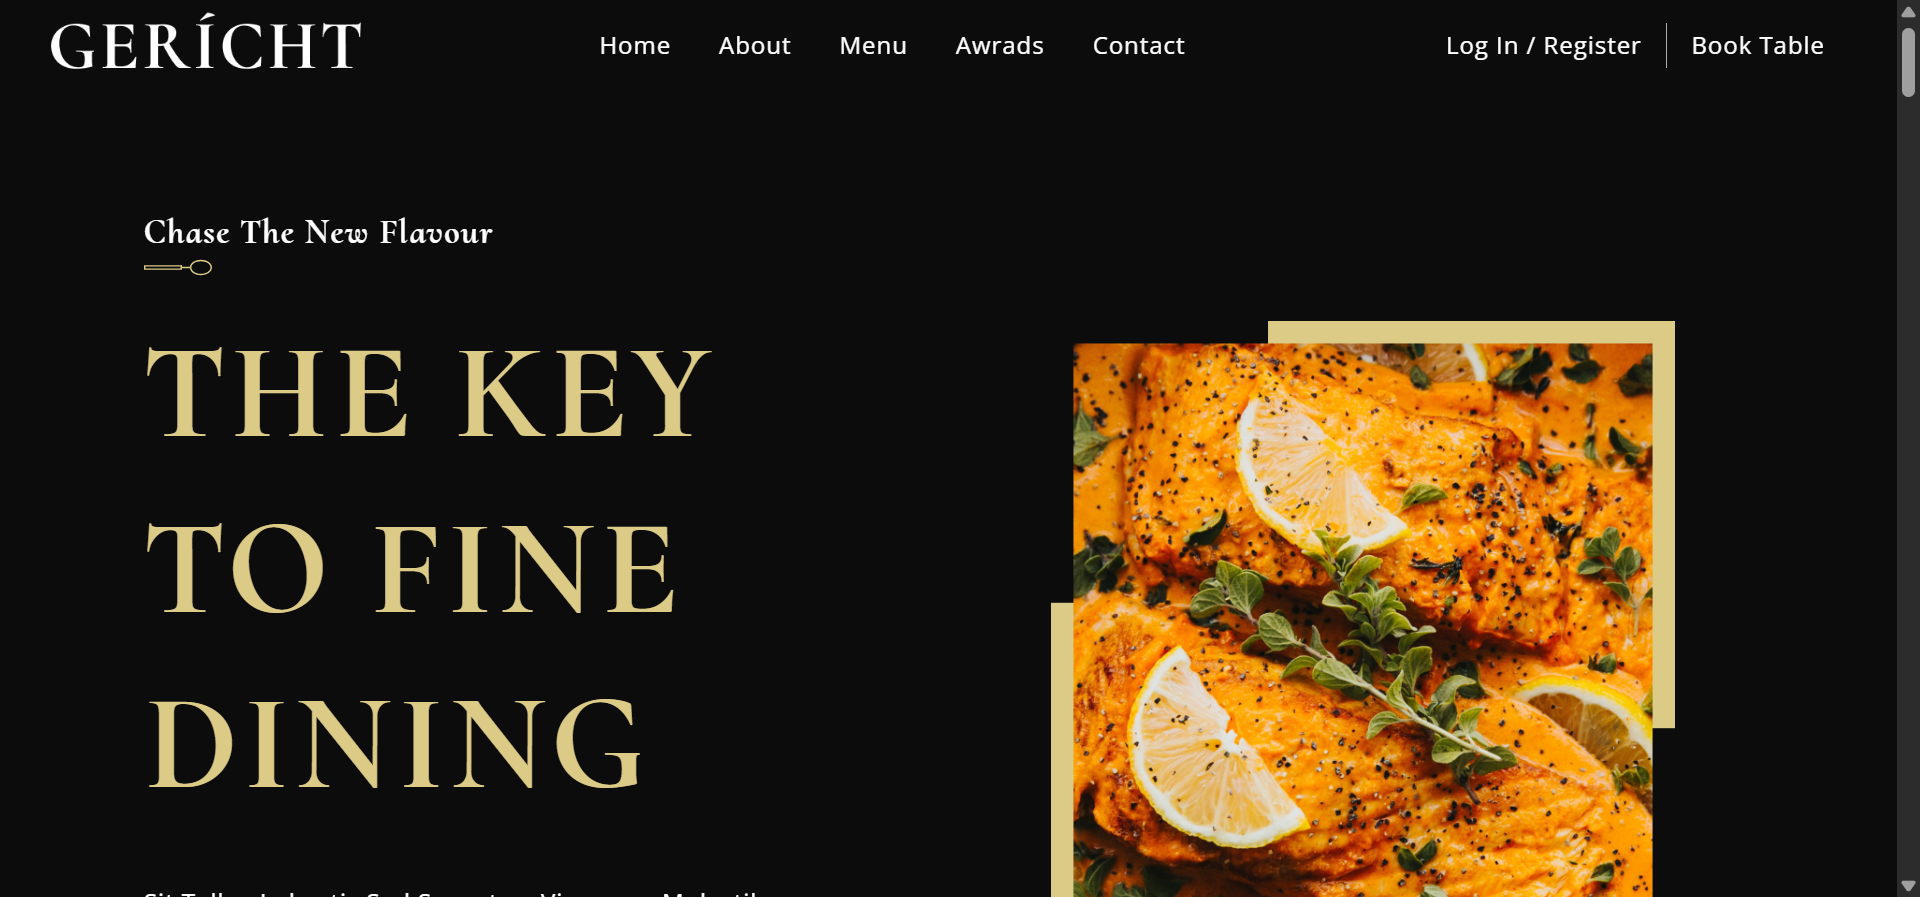 GERÍCHT
Home About Menu Awrads Contact
Log In / Register Book Table
Chase The New Flavour
THE KEY
TO FINE
DINING